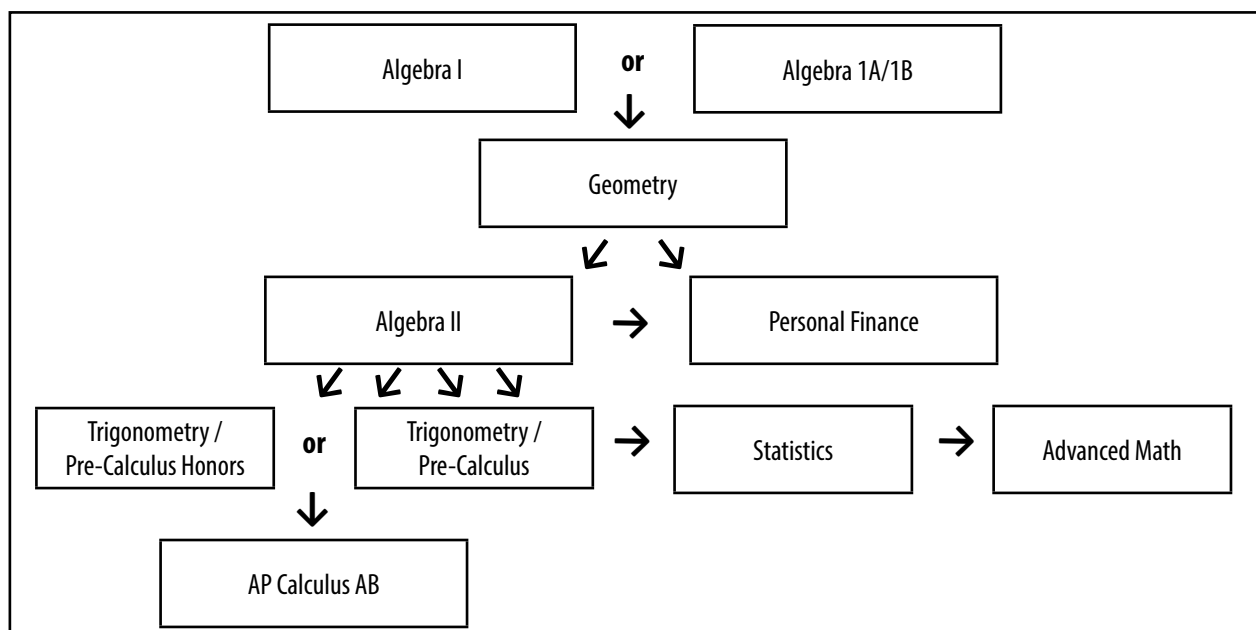 Algebra I
or
Algebra 1A/1B
Geometry
Algebra II
Personal Finance
Trigonometry /
Pre-Calculus Honors
or
Trigonometry /
Pre-Calculus
Statistics
Advanced Math
AP Calculus AB